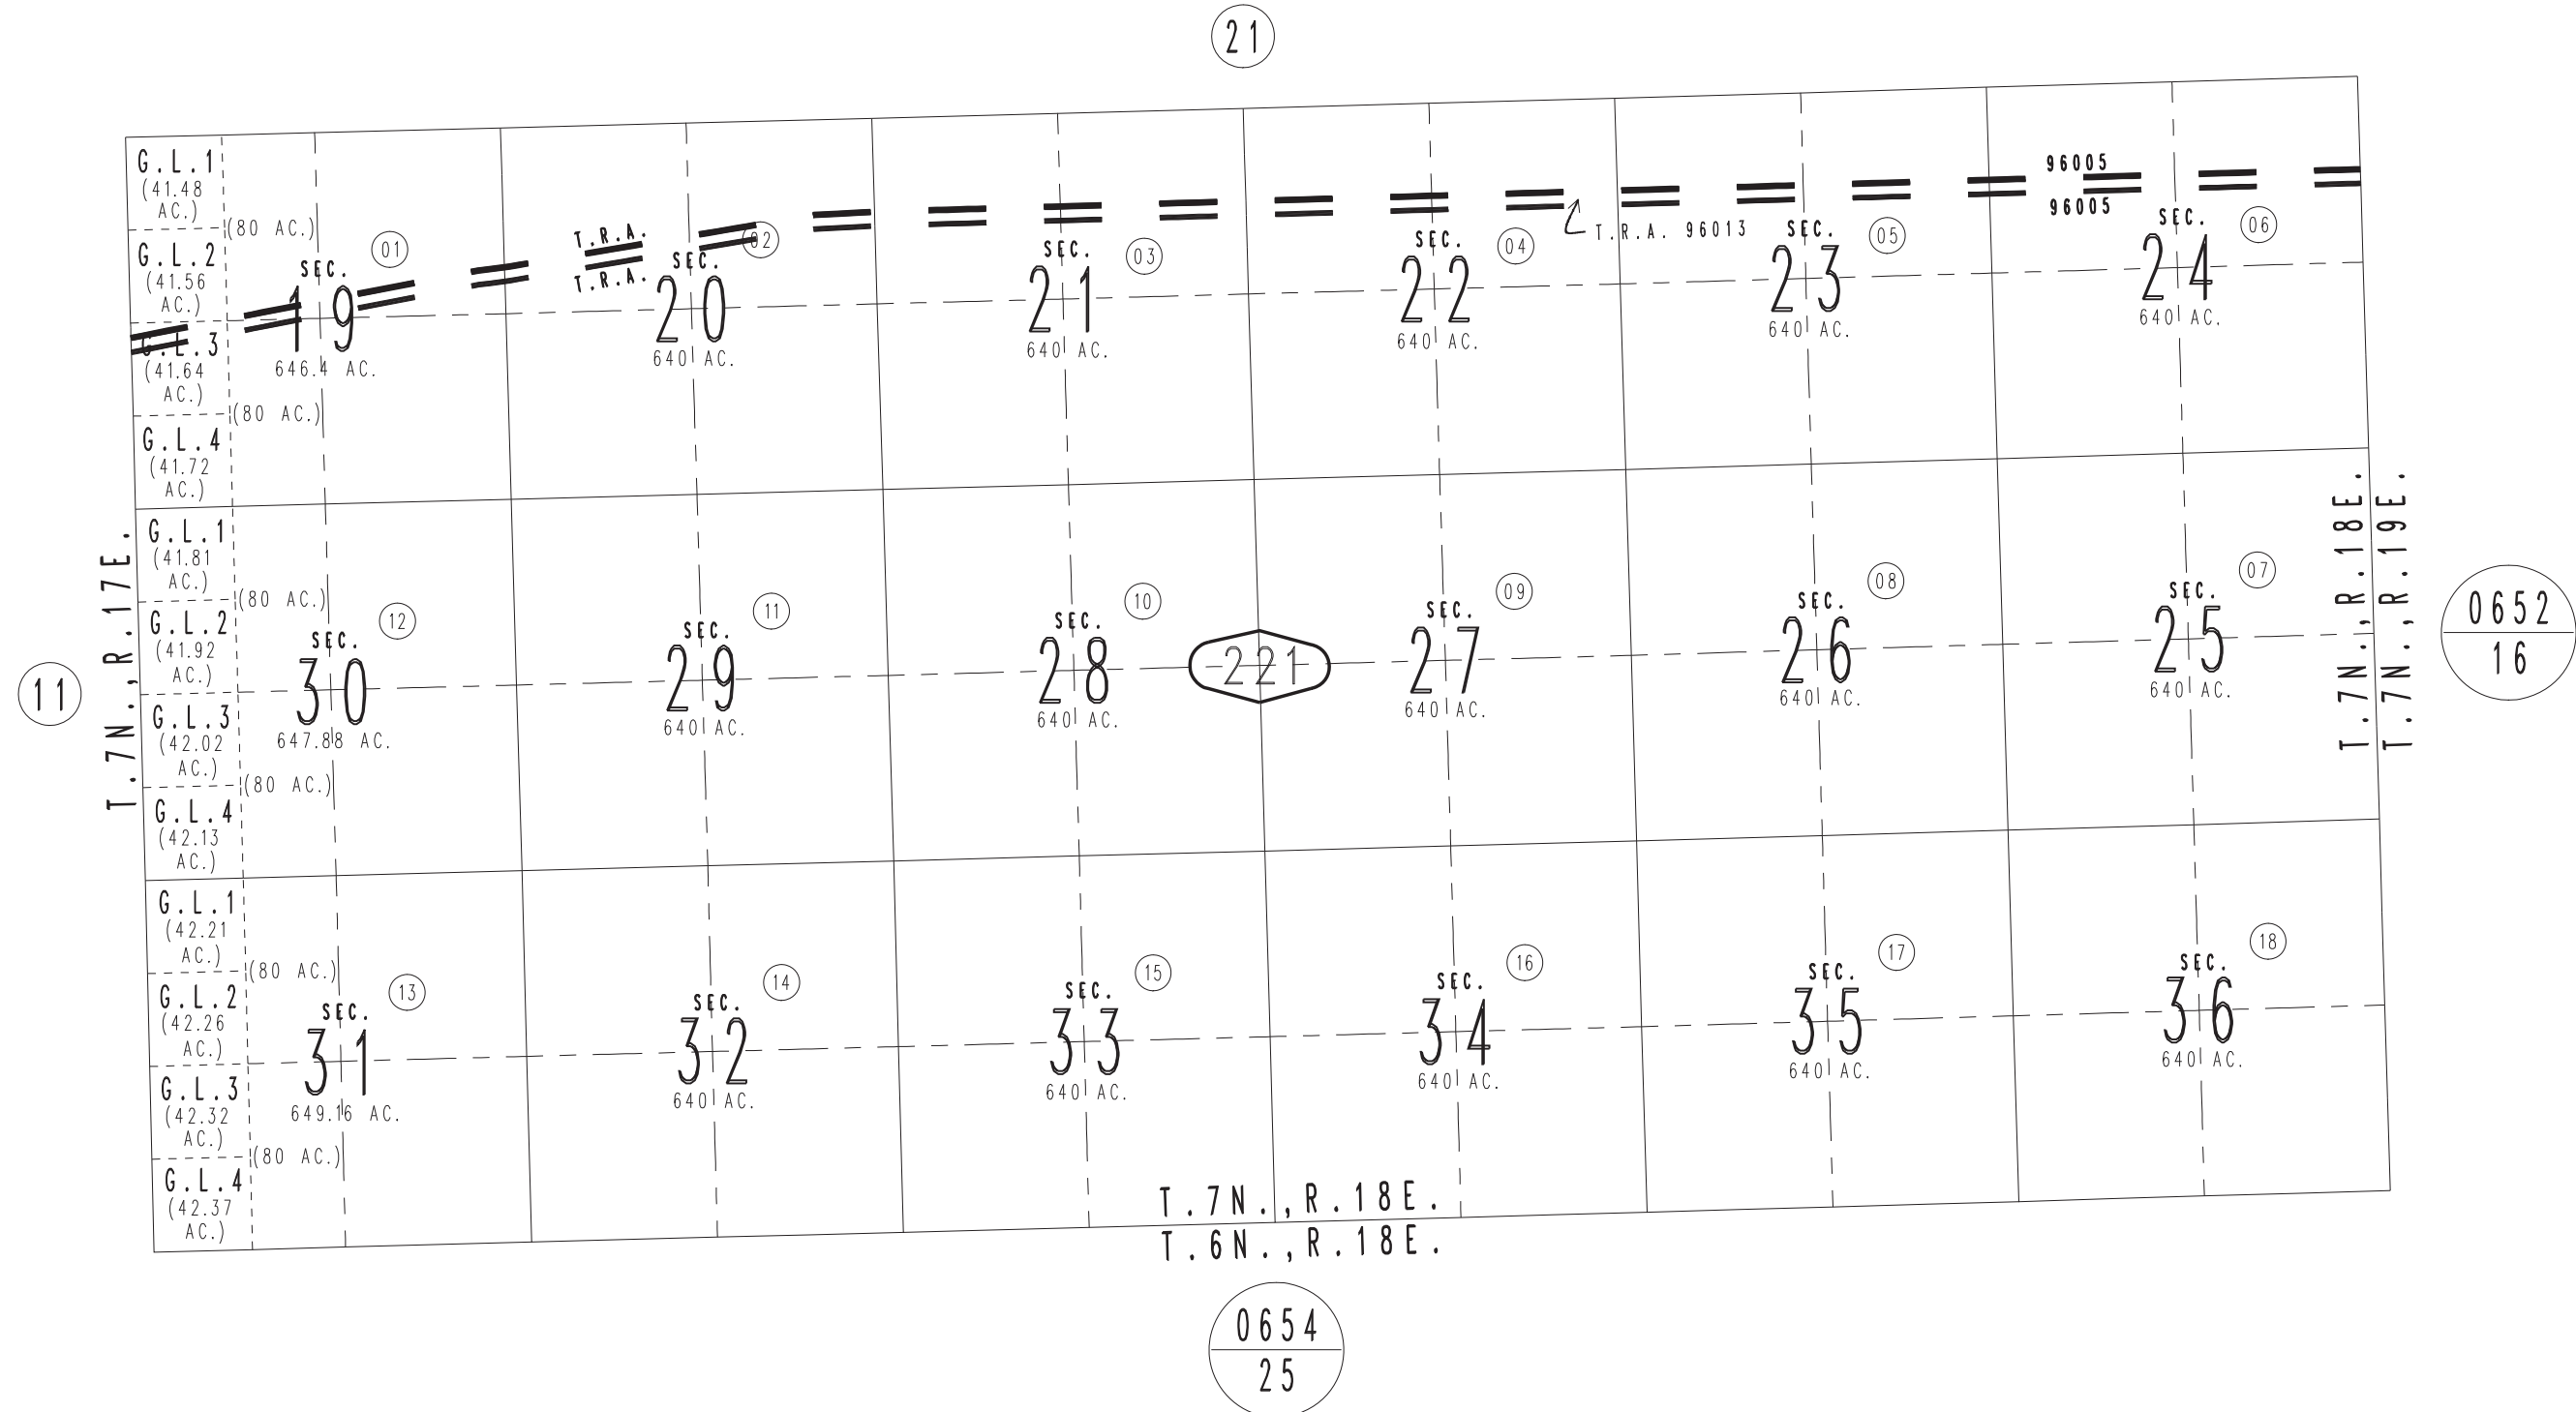 21
G.L.1
(41.48
AC.)
(80 AC.)
G.L.2
(41.56
AC.)
G.L.3
(41.64
AC.)
(80 AC.)
G.L.4
(41.72
AC.)
01
SEC.
19
646.4 AC.
T.R.A.
T.R.A.
02
SEC.
20
640 AC.
03
SEC.
21
640 AC.
04
SEC.
22
640 AC.
T.R.A. 96013
05
SEC.
23
640 AC.
96005
96005
06
SEC.
24
640 AC.
T.7N.,R.17E.
11
G.L.1
(41.81
AC.)
(80 AC.)
G.L.2
(41.92
AC.)
G.L.3
(42.02
AC.)
(80 AC.)
G.L.4
(42.13
AC.)
12
SEC.
30
647.88 AC.
11
SEC.
29
640 AC.
10
SEC.
28
640 AC.
221
09
SEC.
27
640 AC.
08
SEC.
26
640 AC.
07
SEC.
25
640 AC.
T.7N.,R.18E.
T.7N.,R.19E.
0652
16
G.L.1
(42.21
AC.)
(80 AC.)
G.L.2
(42.26
AC.)
G.L.3
(42.32
AC.)
(80 AC.)
G.L.4
(42.37
AC.)
13
SEC.
31
649.16 AC.
14
SEC.
32
640 AC.
15
SEC.
33
640 AC.
16
SEC.
34
640 AC.
17
SEC.
35
640 AC.
18
SEC.
36
640 AC.
T.7N.,R.18E.
T.6N.,R.18E.
0654
25